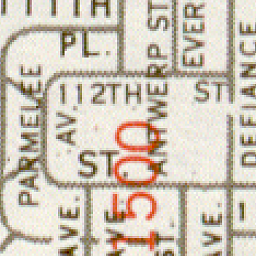 111TH
PL.
ANTWERP ST
EVER
DEFIANCE
112TH ST
PARMELEE
AV.
ST
1500
AVE.
AVE
ST.
AVE.